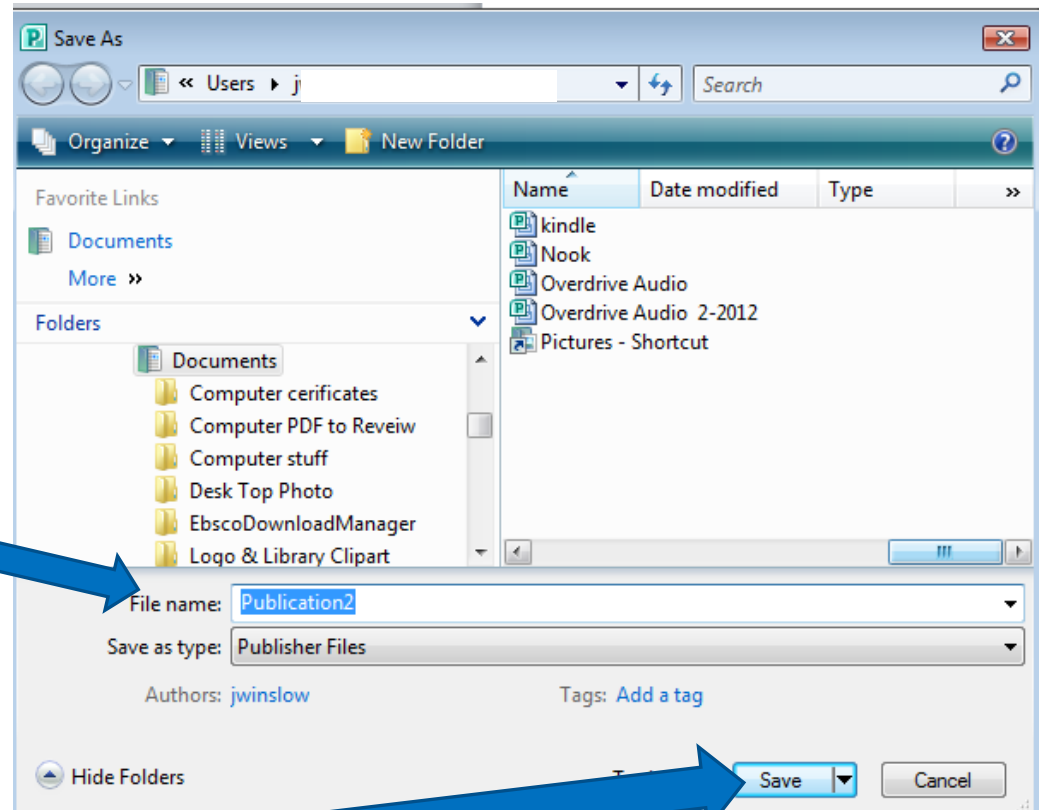 Save As
« Users ▸ j
Search
Organize Views New Folder
Favorite Links
Documents
More »
Folders
Documents
Computer cerificates
Computer PDF to Reveiw
Computer stuff
Desk Top Photo
EbscoDownloadManager
Logo & Library Clipart
Name Date modified Type »
kindle
Nook
Overdrive Audio
Overdrive Audio 2-2012
Pictures - Shortcut
File name: Publication2
Save as type: Publisher Files
Authors: jwinslow Tags: Add a tag
Hide Folders Save Cancel